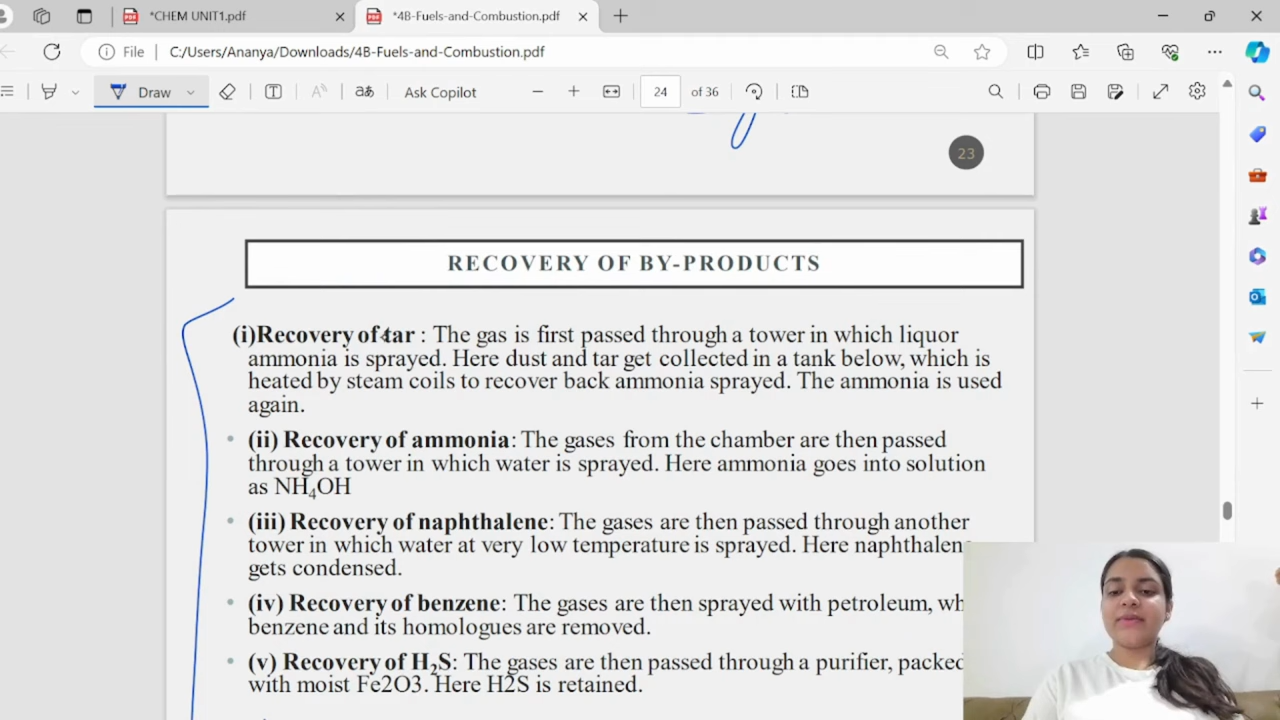 *CHEM UNIT1.pdf
*4B-Fuels-and-Combustion.pdf
File C:/Users/Ananya/Downloads/4B-Fuels-and-Combustion.pdf
Draw aあ Ask Copilot 24 of 36
23
RECOVERY OF BY-PRODUCTS
(i)Recovery of tar : The gas is first passed through a tower in which liquor
ammonia is sprayed. Here dust and tar get collected in a tank below, which is
heated by steam coils to recover back ammonia sprayed. The ammonia is used
again.
• (ii) Recovery of ammonia: The gases from the chamber are then passed
through a tower in which water is sprayed. Here ammonia goes into solution
as NH₄OH
• (iii) Recovery of naphthalene: The gases are then passed through another
tower in which water at very low temperature is sprayed. Here naphthalen
gets condensed.
• (iv) Recovery of benzene: The gases are then sprayed with petroleum, wh
benzene and its homologues are removed.
• (v) Recovery of H₂S: The gases are then passed through a purifier, packed
with moist Fe2O3. Here H2S is retained.